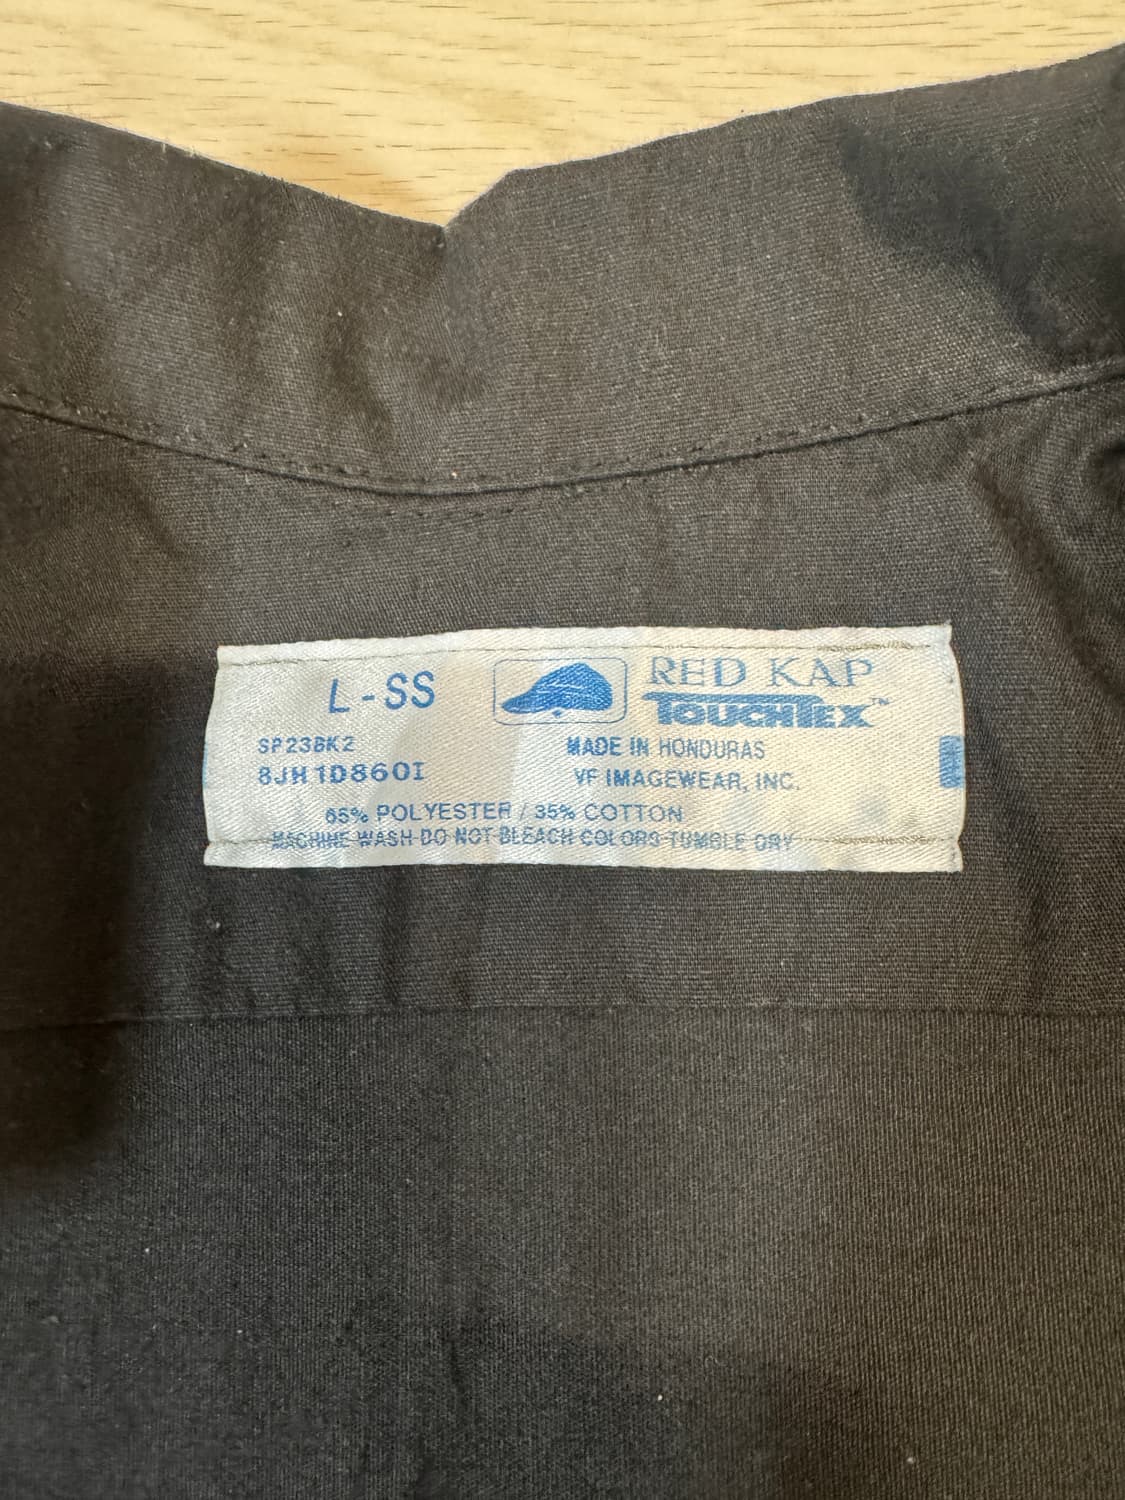 L-SS
RED KAP
TOUCHTEX™
SP23BK2
MADE IN HONDURAS
8JH1D860I
VF IMAGEWEAR, INC.
65% POLYESTER / 35% COTTON
MACHINE WASH-DO NOT BLEACH COLORS-TUMBLE DRY